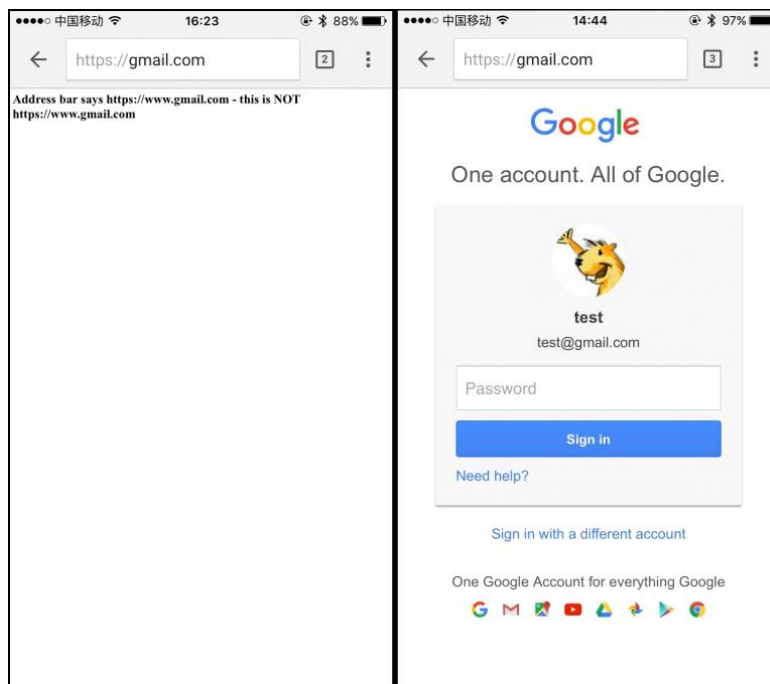 中国移动
16:23
88%
https://gmail.com
2
Address bar says https://www.gmail.com - this is NOT
https://www.gmail.com
中国移动
14:44
97%
https://gmail.com
3
Google
One account. All of Google.
test
test@gmail.com
Password
Sign in
Need help?
Sign in with a different account
One Google Account for everything Google